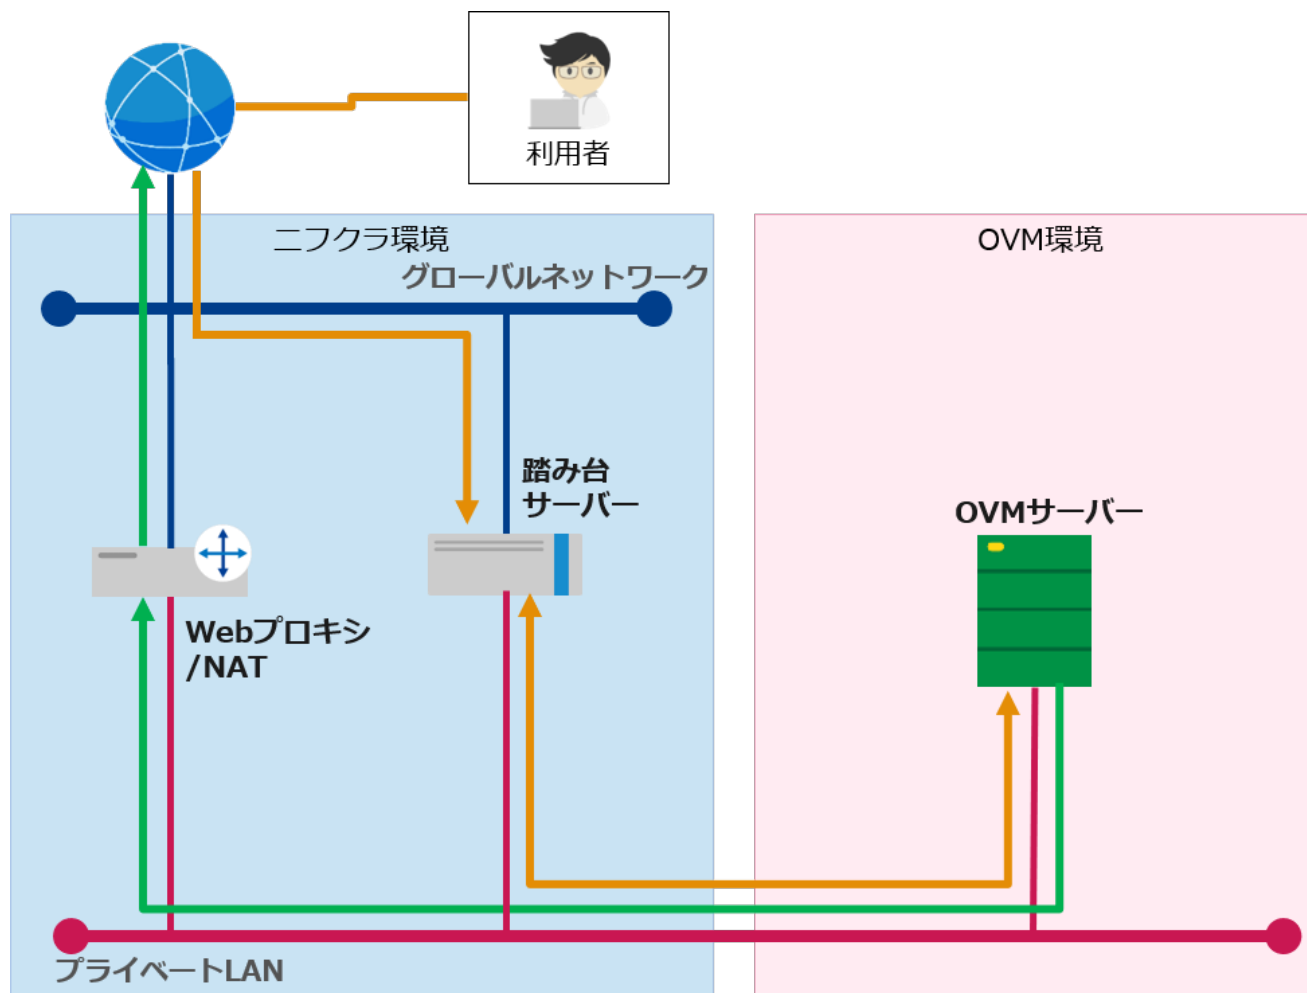 利用者
ニフクラ環境
OVM環境
グローバルネットワーク
踏み台
サーバー
OVMサーバー
Webプロキシ
/NAT
プライベートLAN